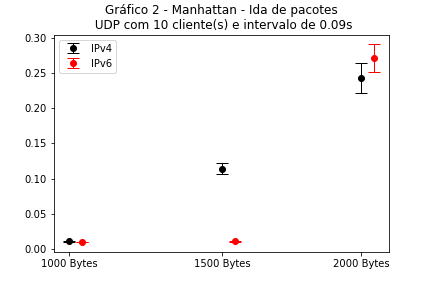 Gráfico 2 - Manhattan - Ida de pacotes
UDP com 10 cliente(s) e intervalo de 0.09s
0.30
IPv4
IPv6
0.25
0.20
0.15
0.10
0.05
0.00
1000 Bytes
1500 Bytes
2000 Bytes